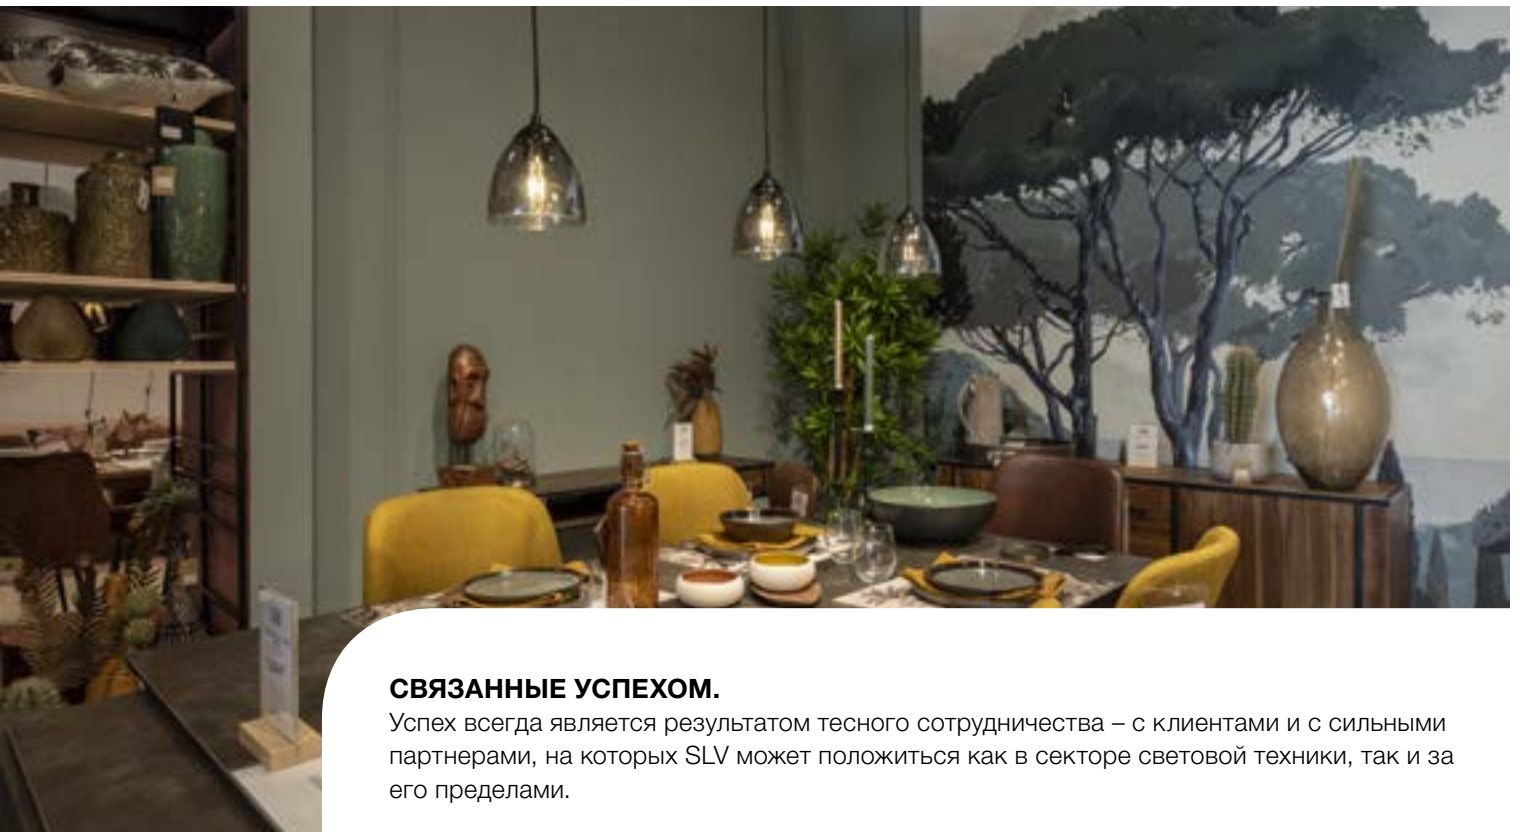 СВЯЗАННЫЕ УСПЕХОМ.
Успех всегда является результатом тесного сотрудничества – с клиентами и с сильными
партнерами, на которых SLV может положиться как в секторе световой техники, так и за
его пределами.